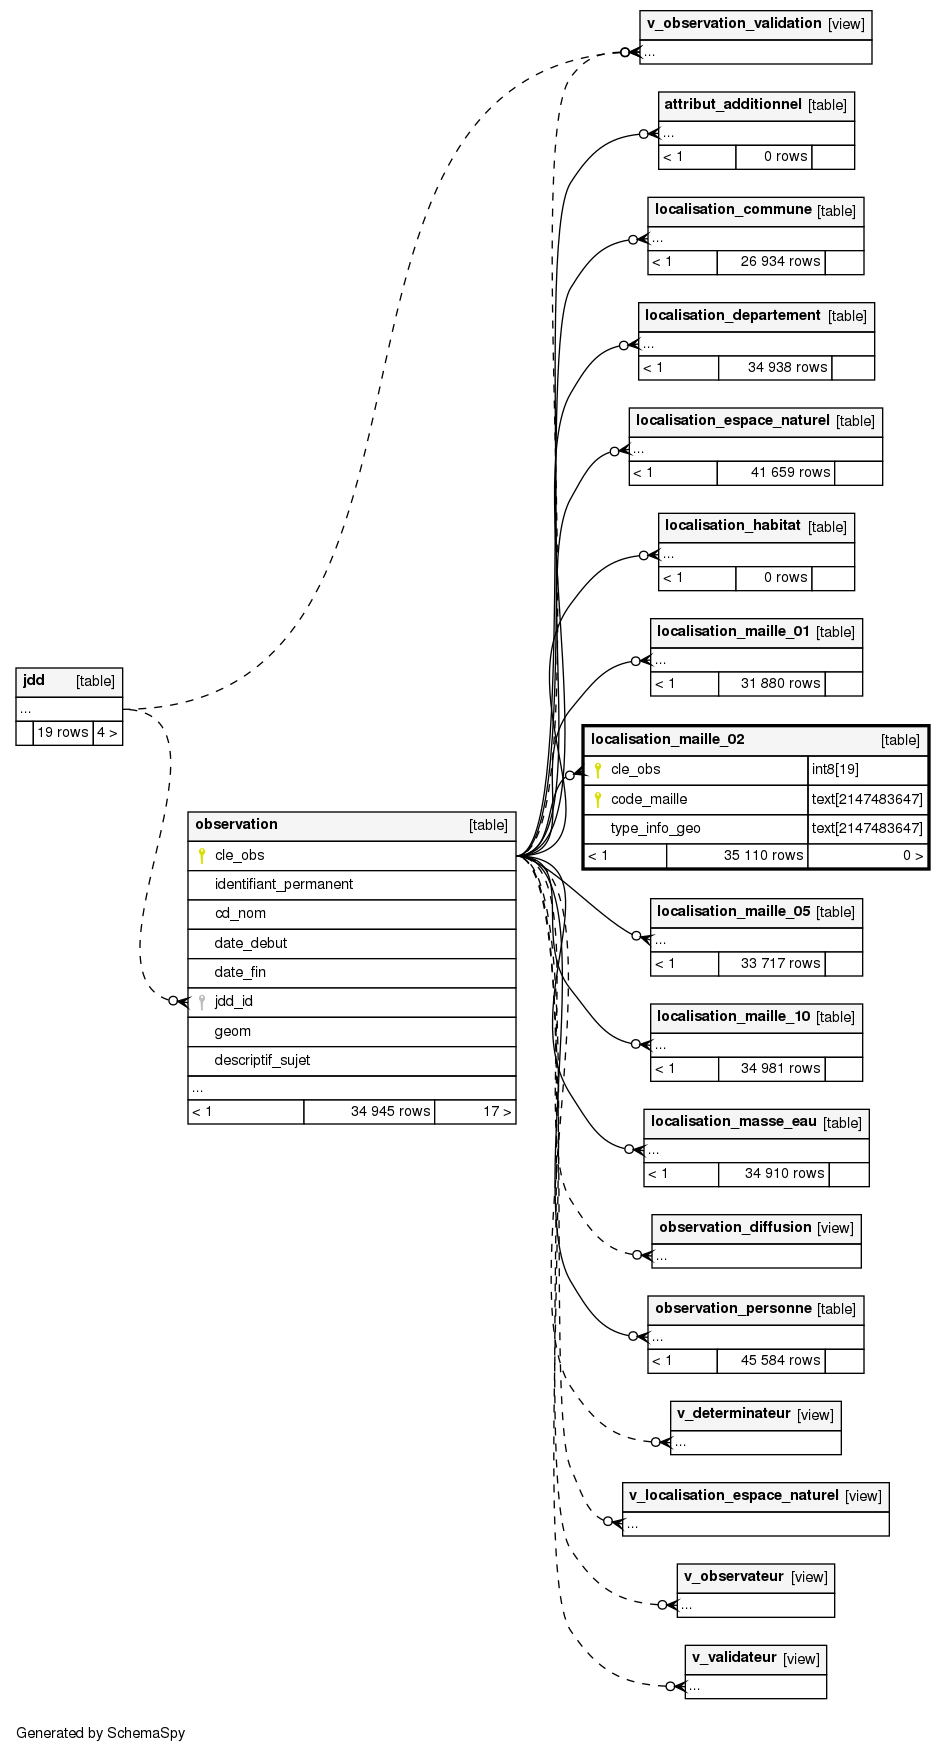 v_observation_validation [view]
...
attribut_additionnel [table]
...
< 1 0 rows
localisation_commune [table]
...
< 1 26 934 rows
localisation_departement [table]
...
< 1 34 938 rows
localisation_espace_naturel [table]
...
< 1 41 659 rows
localisation_habitat [table]
...
< 1 0 rows
localisation_maille_01 [table]
...
< 1 31 880 rows
jdd [table]
...
19 rows 4 >
localisation_maille_02 [table]
cle_obs int8[19]
code_maille text[2147483647]
type_info_geo text[2147483647]
< 1 35 110 rows 0 >
observation [table]
cle_obs
identifiant_permanent
cd_nom
date_debut
date_fin
jdd_id
geom
descriptif_sujet
...
< 1 34 945 rows 17 >
localisation_maille_05 [table]
...
< 1 33 717 rows
localisation_maille_10 [table]
...
< 1 34 981 rows
localisation_masse_eau [table]
...
< 1 34 910 rows
observation_diffusion [view]
...
observation_personne [table]
...
< 1 45 584 rows
v_determinateur [view]
...
v_localisation_espace_naturel [view]
...
v_observateur [view]
...
v_validateur [view]
...
Generated by SchemaSpy